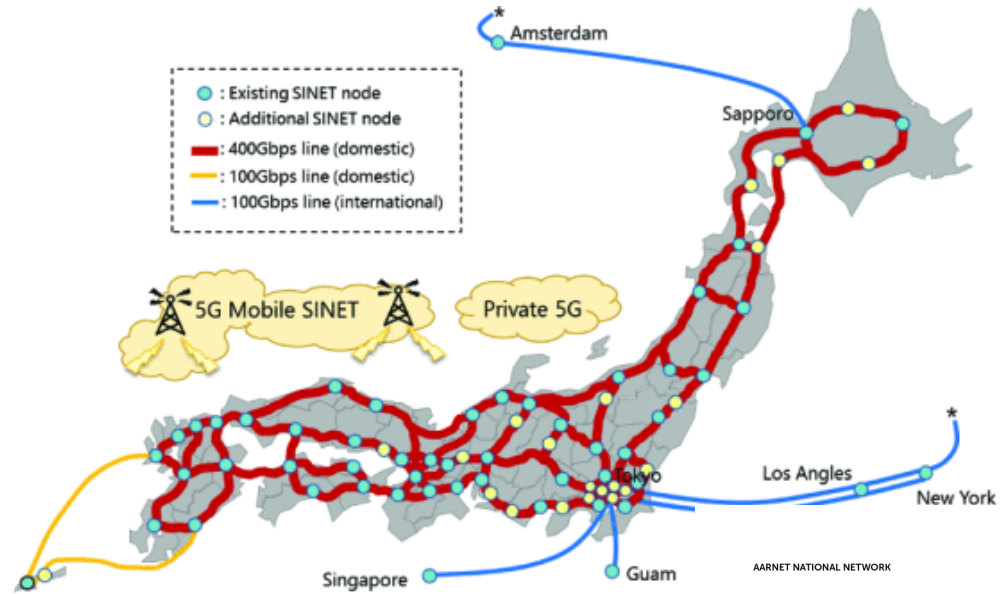 *
Amsterdam
: Existing SINET node
: Additional SINET node
: 400Gbps line (domestic)
: 100Gbps line (domestic)
: 100Gbps line (international)
Sapporo
5G Mobile SINET
Private 5G
*
Tokyo
Los Angles
New York
Singapore
Guam
AARNET NATIONAL NETWORK